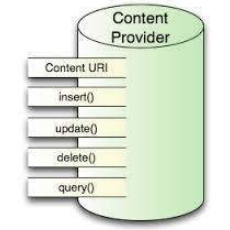 Content
Provider
Content URI
insert()
update()
delete()
query()